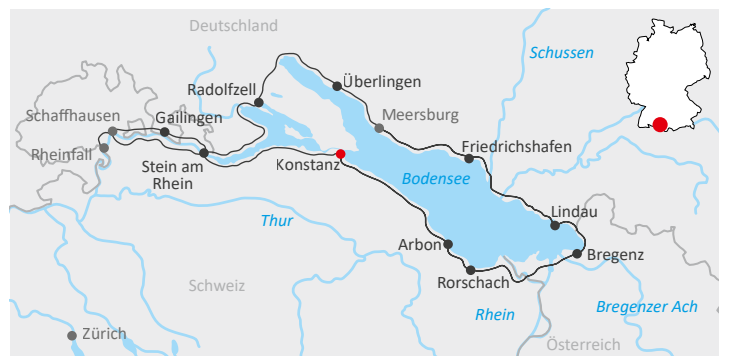 Deutschland
Schussen
Überlingen
Radolfzell
Schaffhausen
Gailingen
Meersburg
Rheinfall
Friedrichshafen
Stein am
Rhein
Konstanz
Bodensee
Lindau
Thur
Arbon
Bregenz
Rorschach
Schweiz
Rhein
Bregenzer Ach
Zürich
Österreich